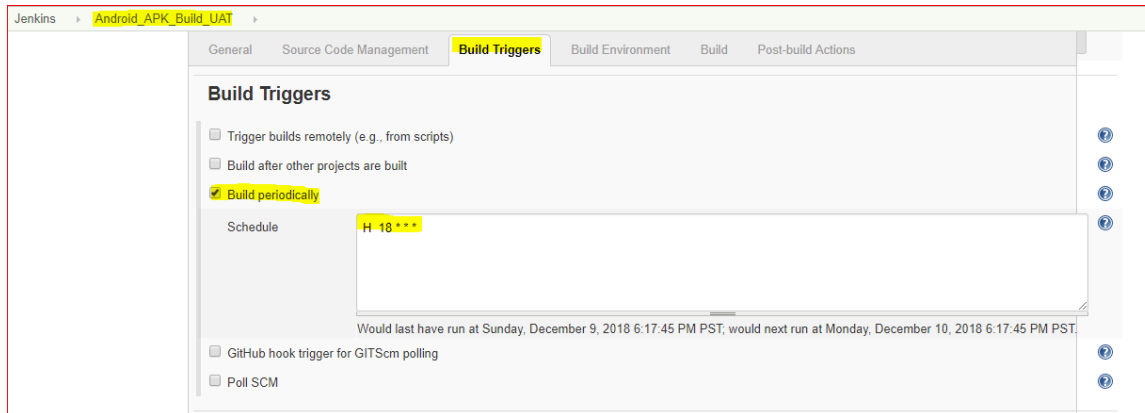 Jenkins Android_APK_Build_UAT
General Source Code Management Build Triggers Build Environment Build Post-build Actions
Build Triggers
Trigger builds remotely (e.g., from scripts)
Build after other projects are built
Build periodically
Schedule H 18 * * *
Would last have run at Sunday, December 9, 2018 6:17:45 PM PST; would next run at Monday, December 10, 2018 6:17:45 PM PST.
GitHub hook trigger for GITScm polling
Poll SCM